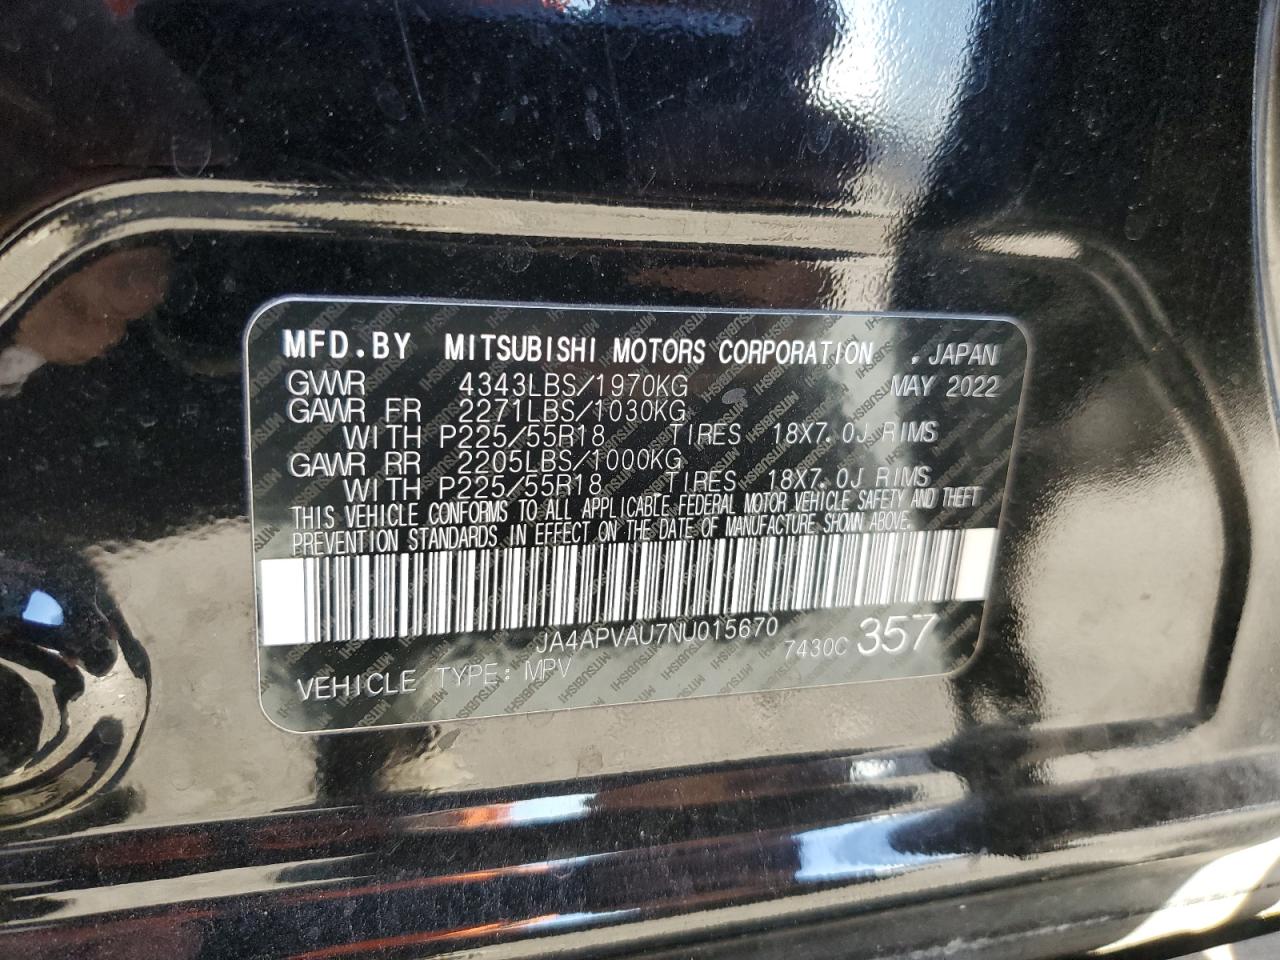 MFD.BY MITSUBISHI MOTORS CORPORATION , JAPAN
GVWR 4343LBS/1970KG MAY 2022
GAWR FR 2271LBS/1030KG
WITH P225/55R18 TIRES 18X7.0J RIMS
GAWR RR 2205LBS/1000KG
WITH P225/55R18 TIRES 18X7.0J RIMS
THIS VEHICLE CONFORMS TO ALL APPLICABLE FEDERAL MOTOR VEHICLE SAFETY AND THEFT
PREVENTION STANDARDS IN EFFECT ON THE DATE OF MANUFACTURE SHOWN ABOVE.
JA4APVAU7NU015670
7430C 357
VEHICLE TYPE: MPV